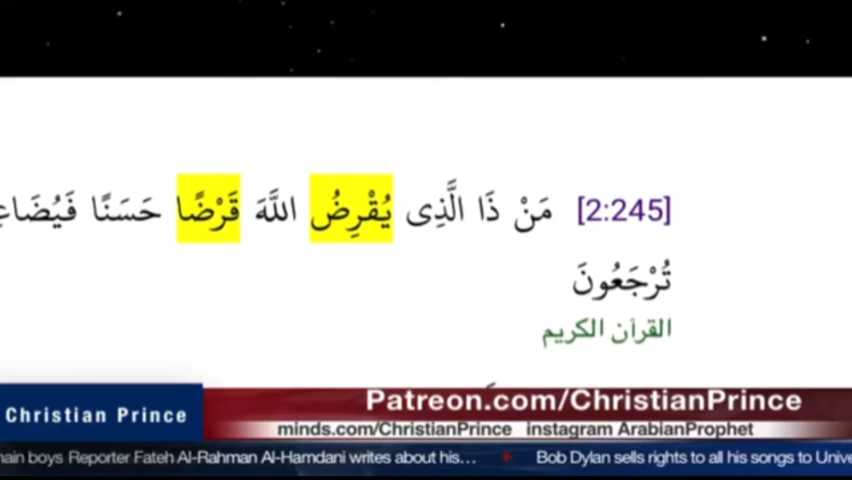 [2:245] مَنْ ذَا الَّذِى يُقْرِضُ اللَّهَ قَرْضًا حَسَنًا
تُرْجَعُونَ
القرآن الكريم
Christian Prince
Patreon.com/ChristianPrince
minds.com/ChristianPrince instagram ArabianProphet
boys Reporter Fateh Al-Rahman Al-Hamdani writes about his... Bob Dylan sells rights to all his songs to